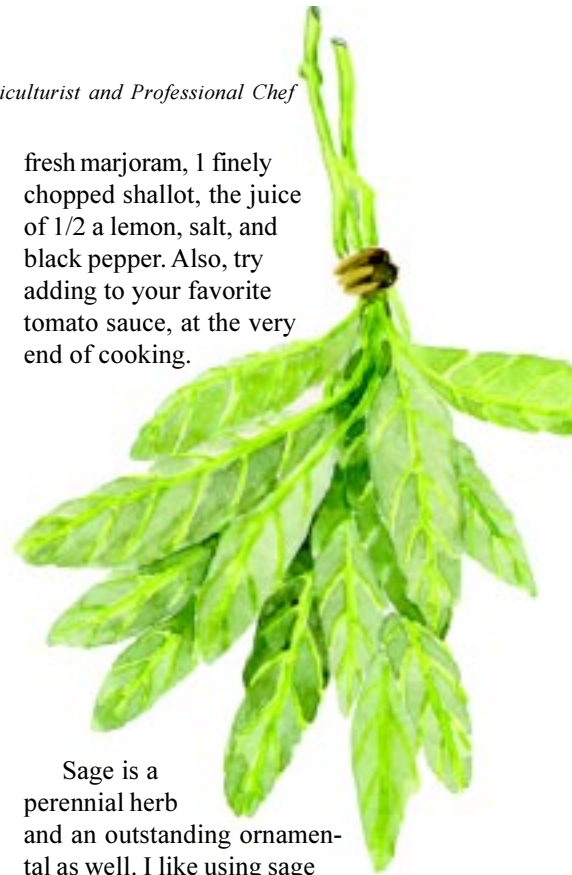 iculturist and Professional Chef
fresh marjoram, 1 finely
chopped shallot, the juice
of 1/2 a lemon, salt, and
black pepper. Also, try
adding to your favorite
tomato sauce, at the very
end of cooking.
Sage is a
perennial herb
and an outstanding ornamen-
tal as well. I like using sage